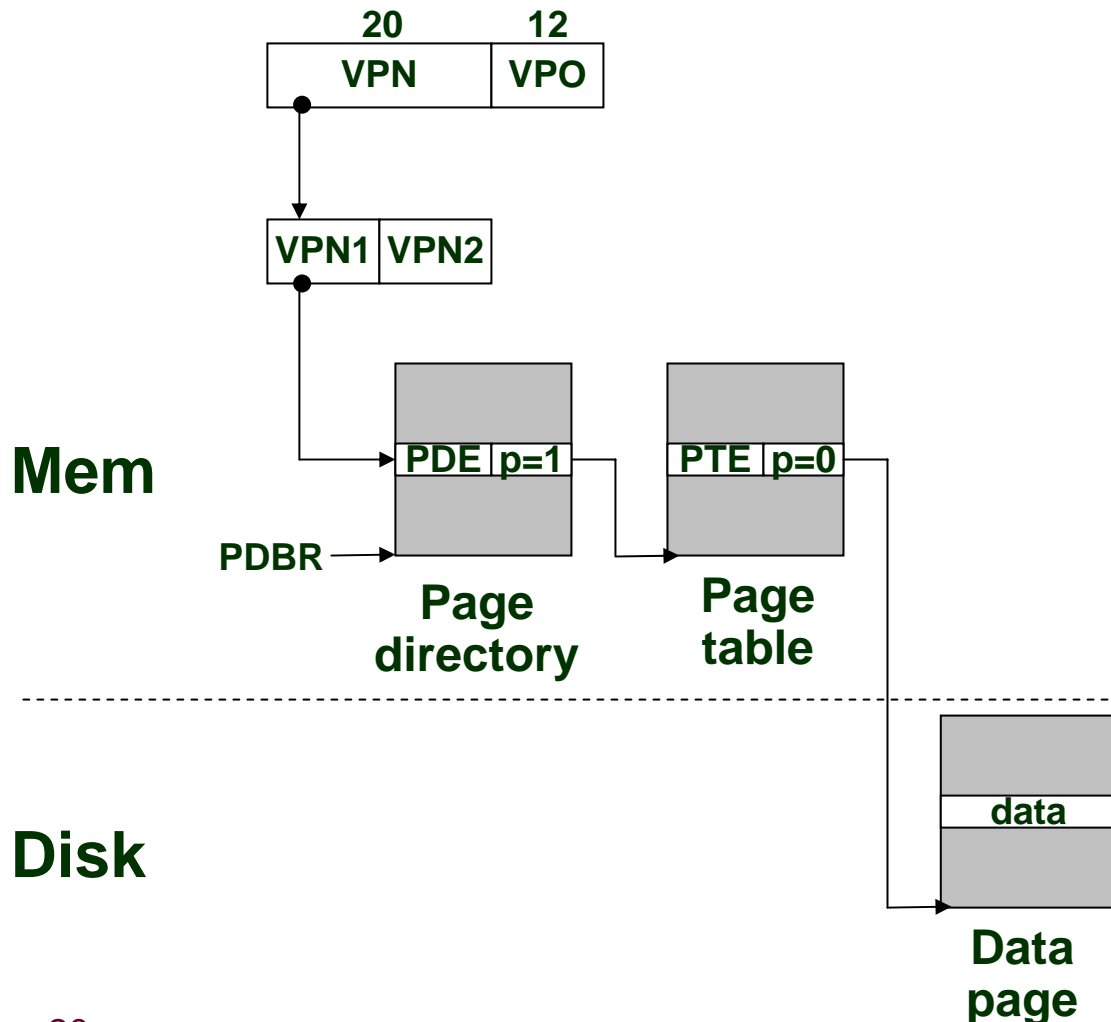 20 12
VPN VPO
VPN1 VPN2
Mem
PDE p=1
PTE p=0
PDBR
Page
directory
Page
table
Disk
data
Data
page